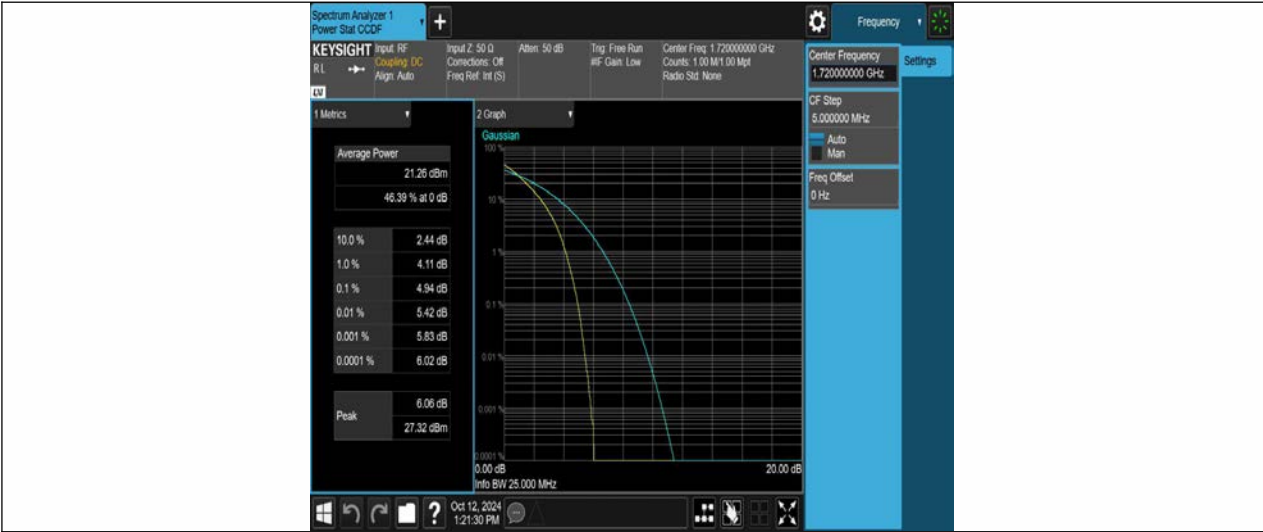 Spectrum Analyzer 1
Power Stat CCDF
Frequency
KEYSIGHT
Input: RF
Coupling: DC
Align: Auto
Input Z: 50 Ω
Corrections: Off
Freq Ref: Int (S)
Atten: 50 dB
Trig: Free Run
#IF Gain: Low
Center Freq: 1.720000000 GHz
Counts: 1.00 M/1.00 Mpt
Radio Std: None
RL
LXI
Center Frequency
1.720000000 GHz
Settings
CF Step
5.000000 MHz
Auto
Man
Freq Offset
0 Hz
1 Metrics
Average Power
21.26 dBm
46.39 % at 0 dB
10.0 % 2.44 dB
1.0 % 4.11 dB
0.1 % 4.94 dB
0.01 % 5.42 dB
0.001 % 5.83 dB
0.0001 % 6.02 dB
Peak
6.06 dB
27.32 dBm
2 Graph
Gaussian
100 %
10 %
1 %
0.1 %
0.01 %
0.001 %
0.0001 %
0.00 dB 20.00 dB
Info BW 25.000 MHz
Oct 12, 2024
1:21:30 PM